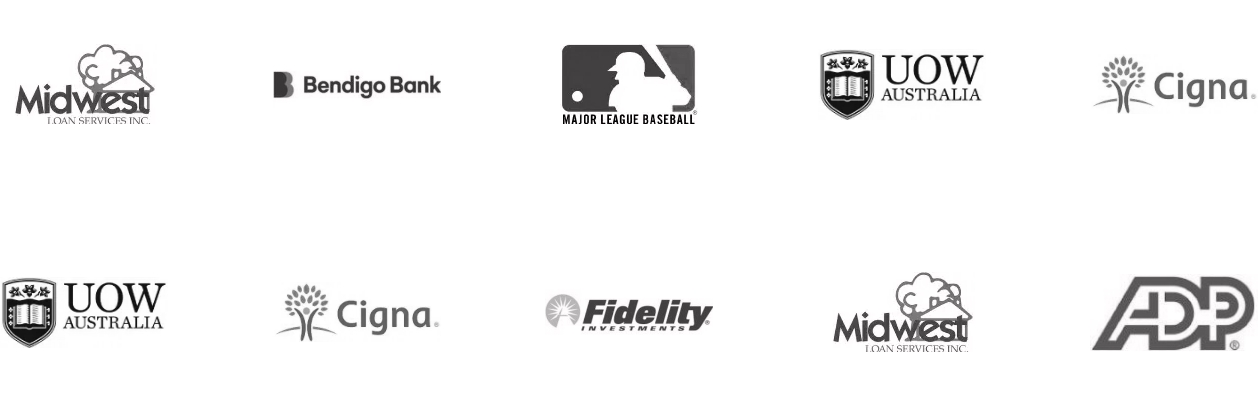 Midwest
LOAN SERVICES INC.
Bendigo Bank
MAJOR LEAGUE BASEBALL
®
UOW
AUSTRALIA
Cigna®
UOW
AUSTRALIA
Cigna®
Fidelity®
INVESTMENTS
Midwest
LOAN SERVICES INC.
ADP®